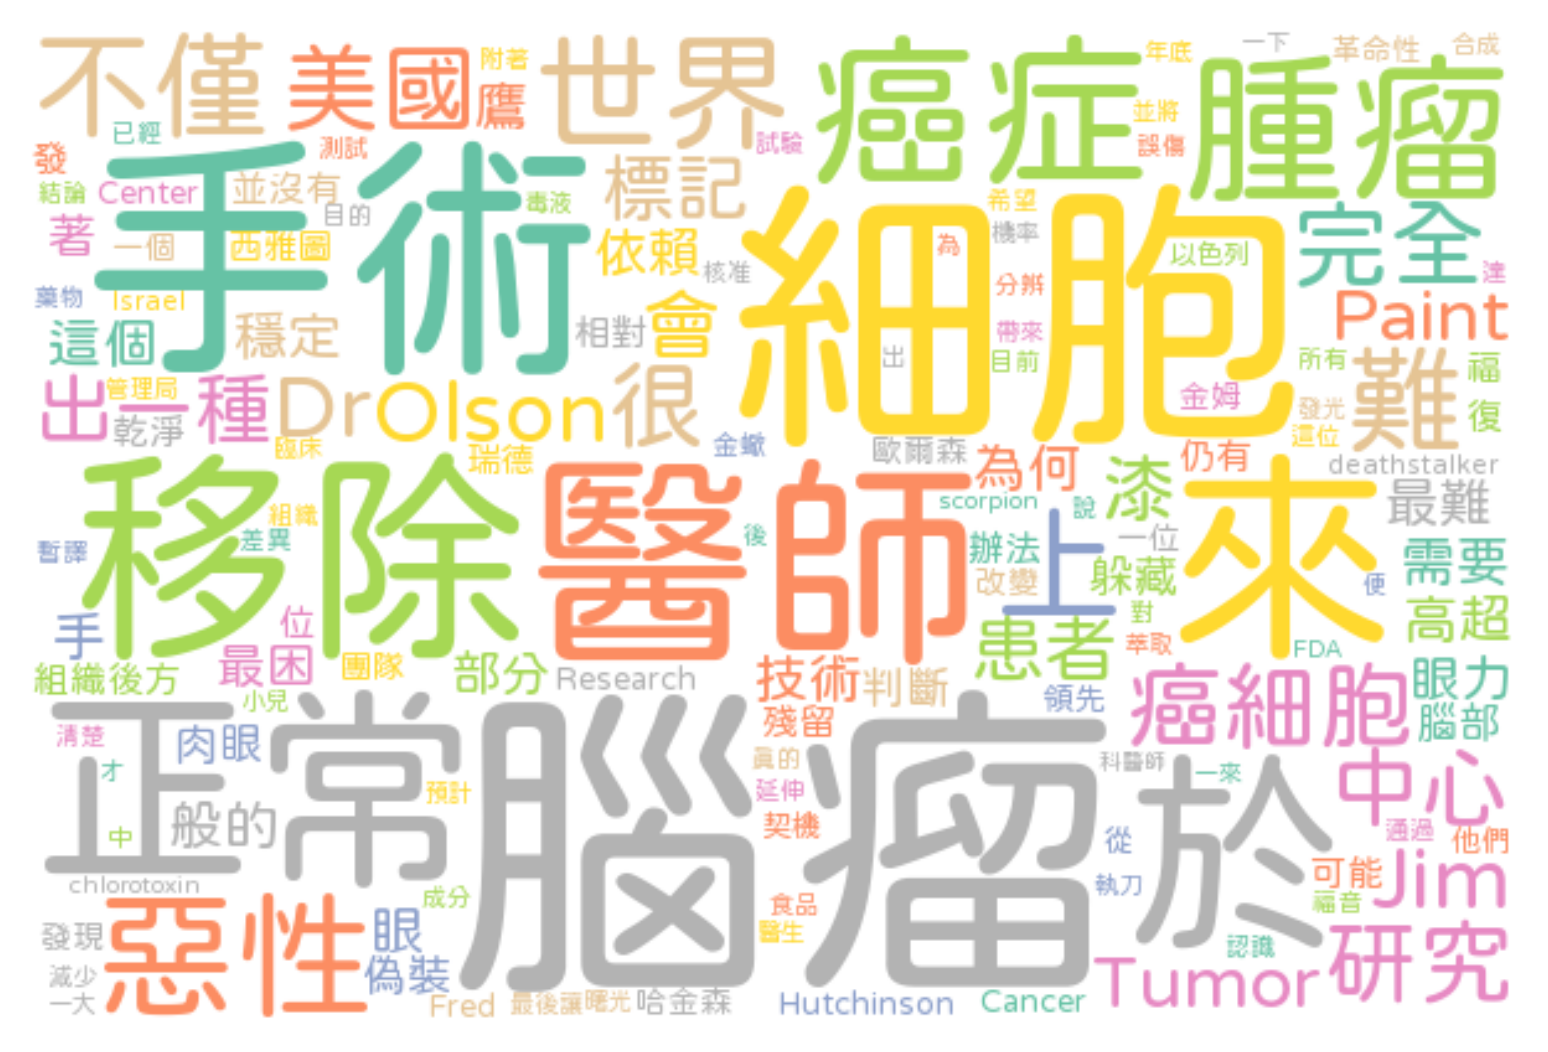 不僅
美國
附著
鷹
世界
癌症
年底
一下
革命性
合成
腫瘤
已經
發
測試
試驗
並將
誤傷
手術
結論
Center
並沒有
目的
毒液
標記
細胞
希望
機率
為
以色列
完全
著
一個
西雅圖
依賴
核准
分辨
達
藥物
Israel
這個
穩定
相對
會
出
帶來
目前
Paint
所有
難
福
復
出一種
管理局
乾淨
Dr
Olson
很
金姆
發光
這位
臨床
瑞德
金蠍
歐爾森
為何
仍有
deathstalker
移除
醫師
scorpion
說
漆
來
最難
組織
差異
暫譯
後
辦法
上
一位
改變
躲藏
便
需要
手
位
對
高超
患者
萃取
FDA
組織後方
最困
團隊
部分
Research
技術
判斷
領先
癌細胞
眼力
小兒
殘留
腦部
正常
清楚
肉眼
腦瘤
真的
科醫師
一來
於
中心
才
預計
延伸
般的
中
契機
從
通過
他們
chlorotoxin
執刀
可能
Jim
惡性
成分
食品
福音
發現
眼
醫生
認識
研究
減少
偽裝
一大
Fred
最後讓
曙光
哈金森
Hutchinson
Cancer
Tumor